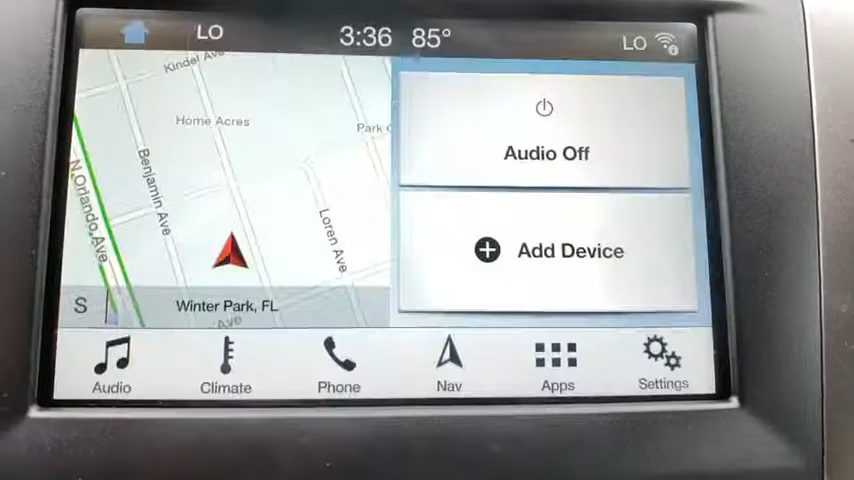 LO 3:36 85° LO
Kindel Ave
Home Acres
Park
N Orlando Ave
Benjamin Ave
Loren Ave
S Winter Park, FL
Ave
Audio Off
Add Device
Audio Climate Phone Nav Apps Settings